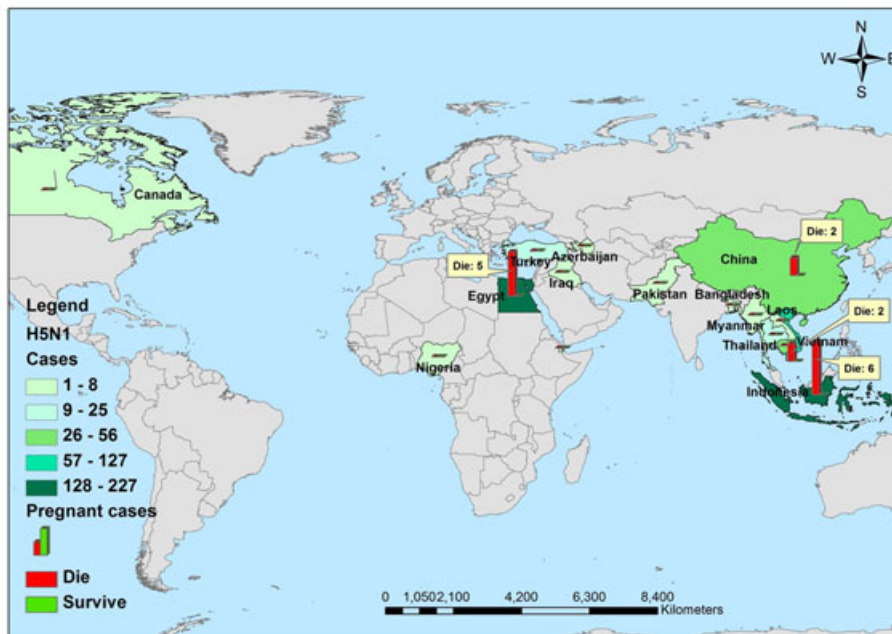 N
W
E
S
Canada
Die: 2
China
Die: 5
Turkey
Azerbaijan
Iraq
Egypt
Pakistan
Bangladesh
Laos
Die: 2
Myanmar
Thailand
Vietnam
Nigeria
Die: 6
Indonesia
Legend
H5N1
Cases
1 - 8
9 - 25
26 - 56
57 - 127
128 - 227
Pregnant cases
Die
Survive
0 1,0502,100 4,200 6,300 8,400
Kilometers